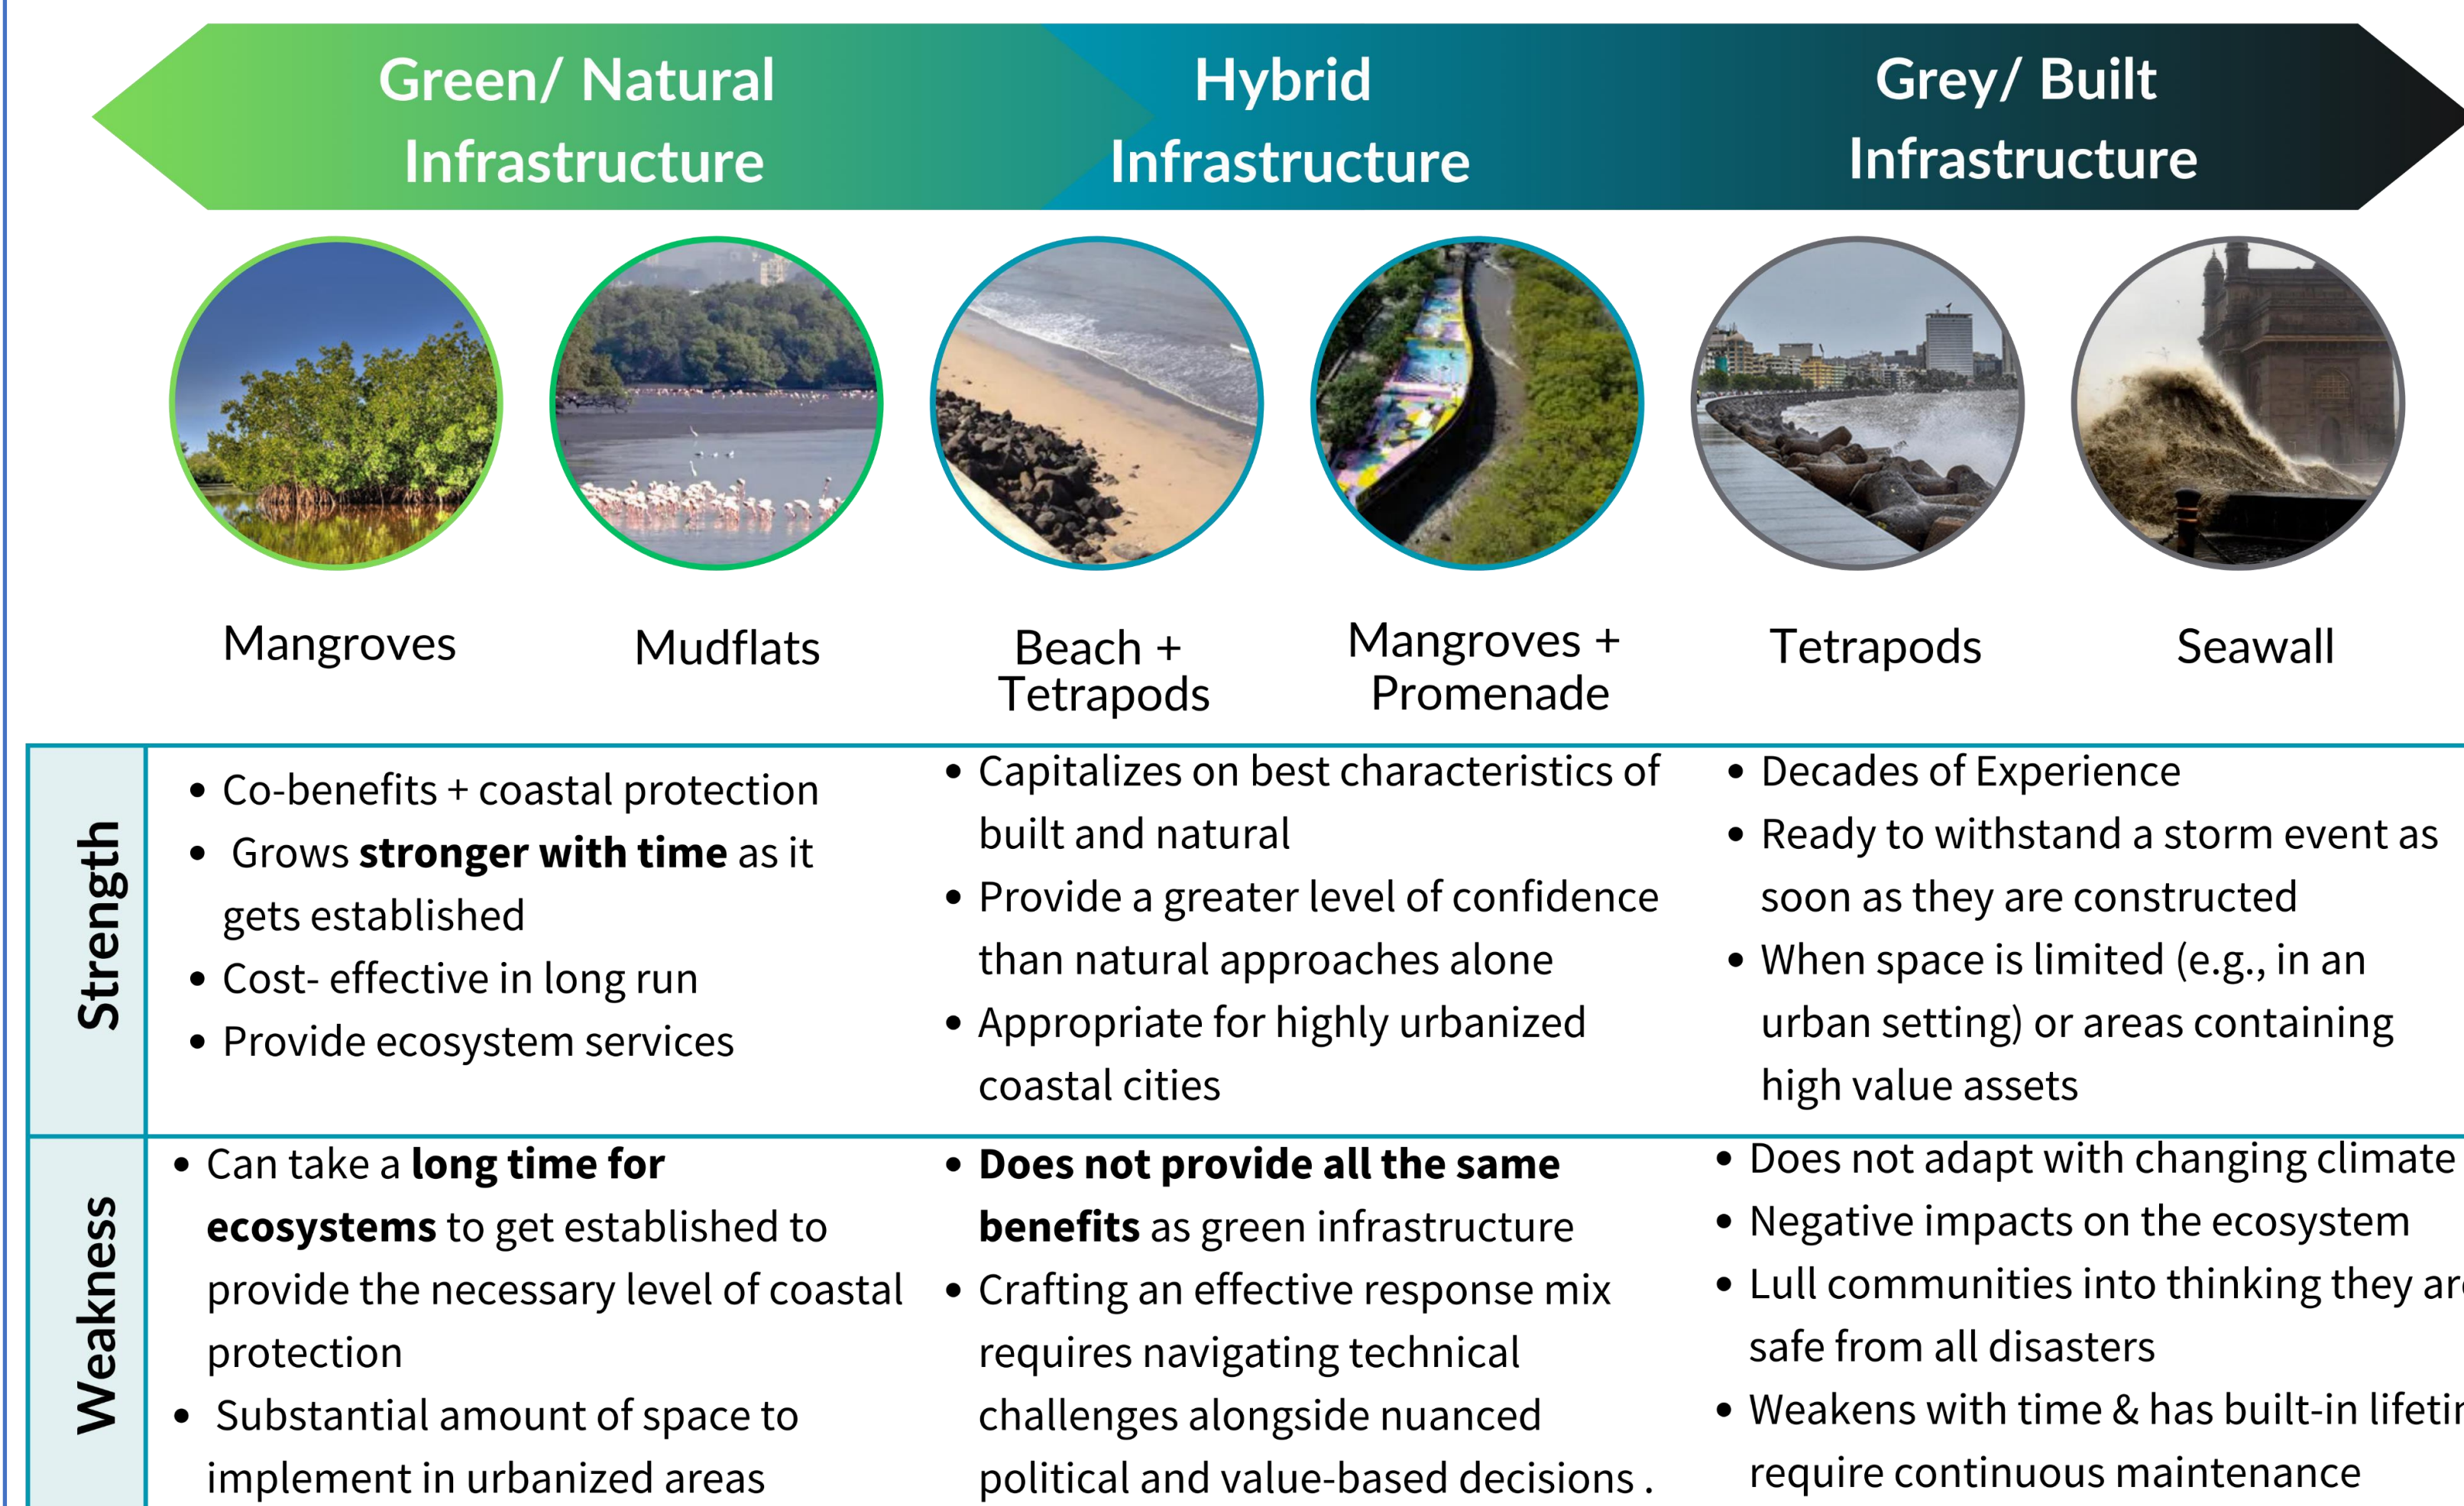 Green/ Natural
Infrastructure
Hybrid
Infrastructure
Grey/ Built
Infrastructure
Mangroves
Mudflats
Beach +
Tetrapods
Mangroves +
Promenade
Tetrapods
Seawall
Strength
• Co-benefits + coastal protection
• Grows stronger with time as it
gets established
• Cost- effective in long run
• Provide ecosystem services
• Capitalizes on best characteristics of
built and natural
• Provide a greater level of confidence
than natural approaches alone
• Appropriate for highly urbanized
coastal cities
• Decades of Experience
• Ready to withstand a storm event as
soon as they are constructed
• When space is limited (e.g., in an
urban setting) or areas containing
high value assets
Weakness
• Can take a long time for
ecosystems to get established to
provide the necessary level of coastal
protection
• Substantial amount of space to
implement in urbanized areas
• Does not provide all the same
benefits as green infrastructure
• Crafting an effective response mix
requires navigating technical
challenges alongside nuanced
political and value-based decisions .
• Does not adapt with changing climate
• Negative impacts on the ecosystem
• Lull communities into thinking they
safe from all disasters
• Weakens with time & has built-in
require continuous maintenance